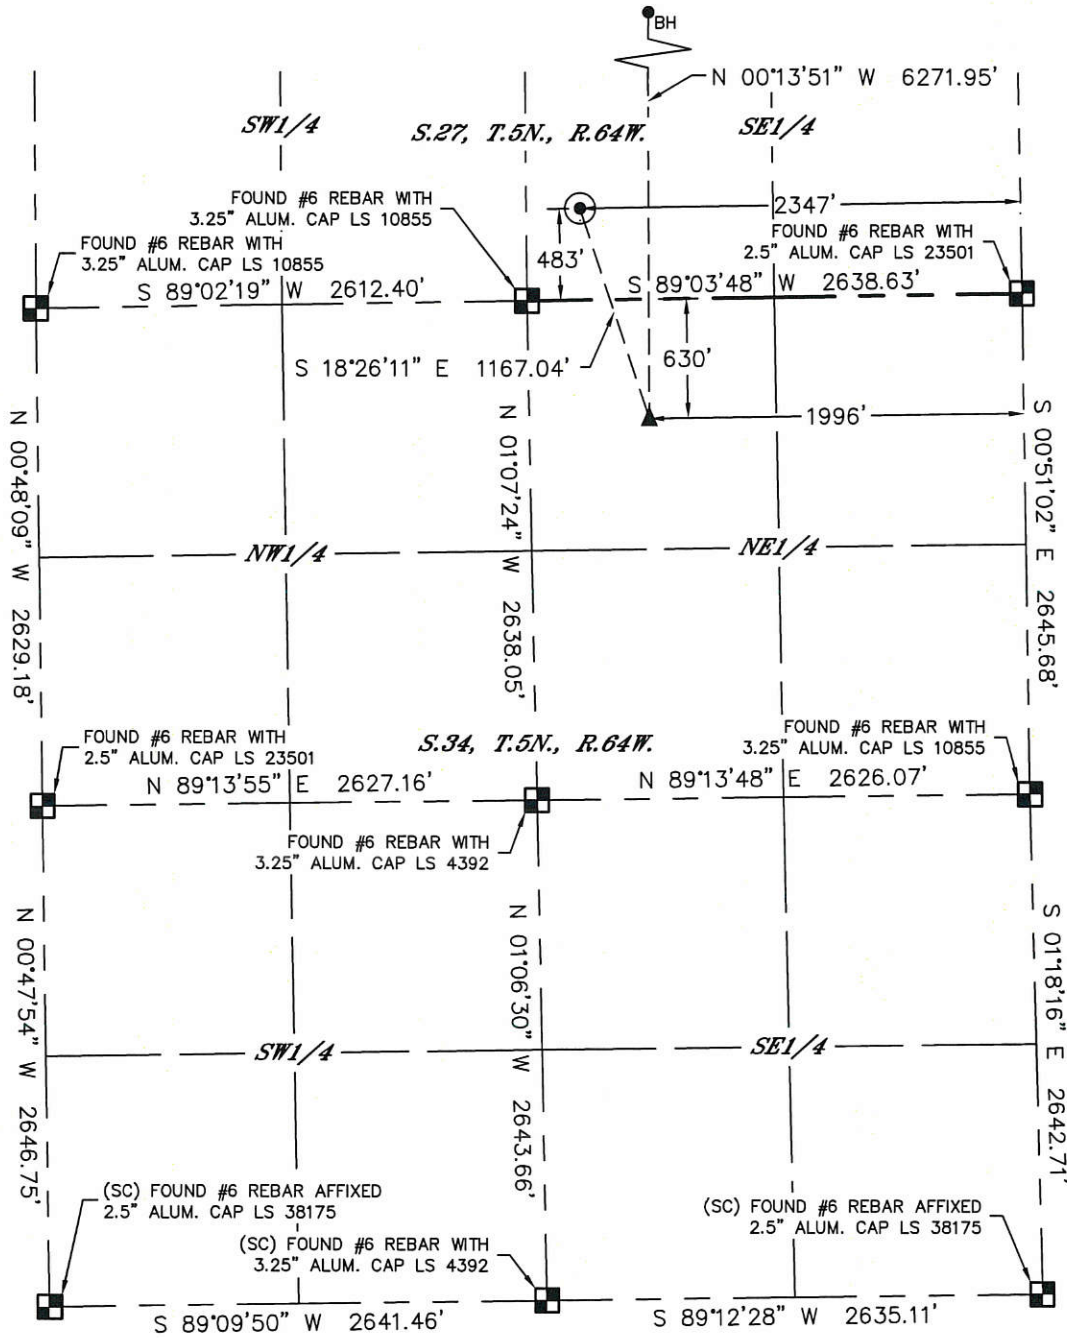 BH
N 00°13'51" W 6271.95'
SW1/4
S.27, T.5N., R.64W.
SE1/4
FOUND #6 REBAR WITH
3.25" ALUM. CAP LS 10855
2347'
FOUND #6 REBAR WITH
3.25" ALUM. CAP LS 10855
483'
FOUND #6 REBAR WITH
2.5" ALUM. CAP LS 23501
S 89°02'19" W 2612.40'
S 89°03'48" W 2638.63'
S 18°26'11" E 1167.04'
630'
1996'
N 00°48'09" W 2629.18'
N 01°07'24" W 2638.05'
S 00°51'02" E 2645.68'
NW1/4
NE1/4
FOUND #6 REBAR WITH
2.5" ALUM. CAP LS 23501
S.34, T.5N., R.64W.
FOUND #6 REBAR WITH
3.25" ALUM. CAP LS 10855
N 89°13'55" E 2627.16'
N 89°13'48" E 2626.07'
FOUND #6 REBAR WITH
3.25" ALUM. CAP LS 4392
N 00°47'54" W 2646.75'
N 01°06'30" W 2643.66'
S 01°18'16" E 2642.71'
SW1/4
SE1/4
(SC) FOUND #6 REBAR AFFIXED
2.5" ALUM. CAP LS 38175
(SC) FOUND #6 REBAR WITH
3.25" ALUM. CAP LS 4392
(SC) FOUND #6 REBAR AFFIXED
2.5" ALUM. CAP LS 38175
S 89°09'50" W 2641.46'
S 89°12'28" W 2635.11'